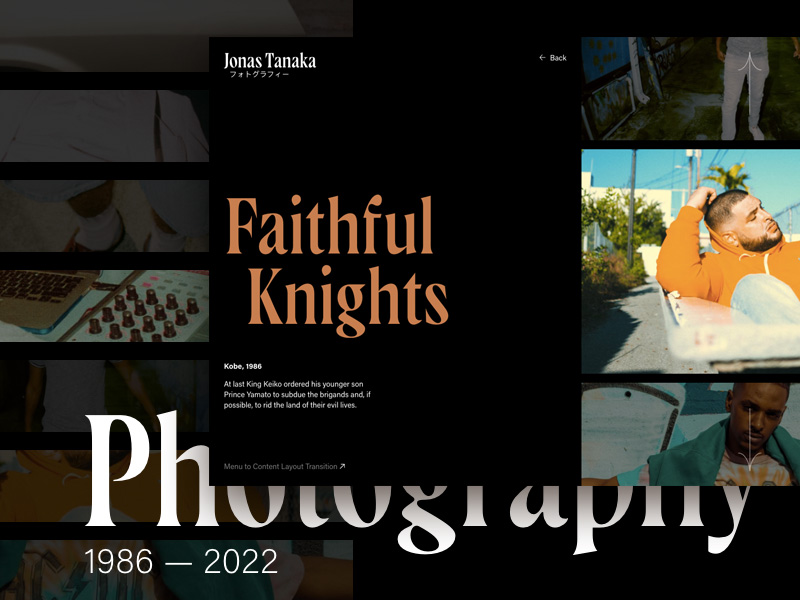 Jonas Tanaka
フォトグラフィー
← Back
Faithful
Knights
Kobe, 1986
At last King Keiko ordered his younger son
Prince Yamato to subdue the brigands and, if
possible, to rid the land of their evil lives.
Menu to Content Layout Transition ↗
Photography
1986 — 2022